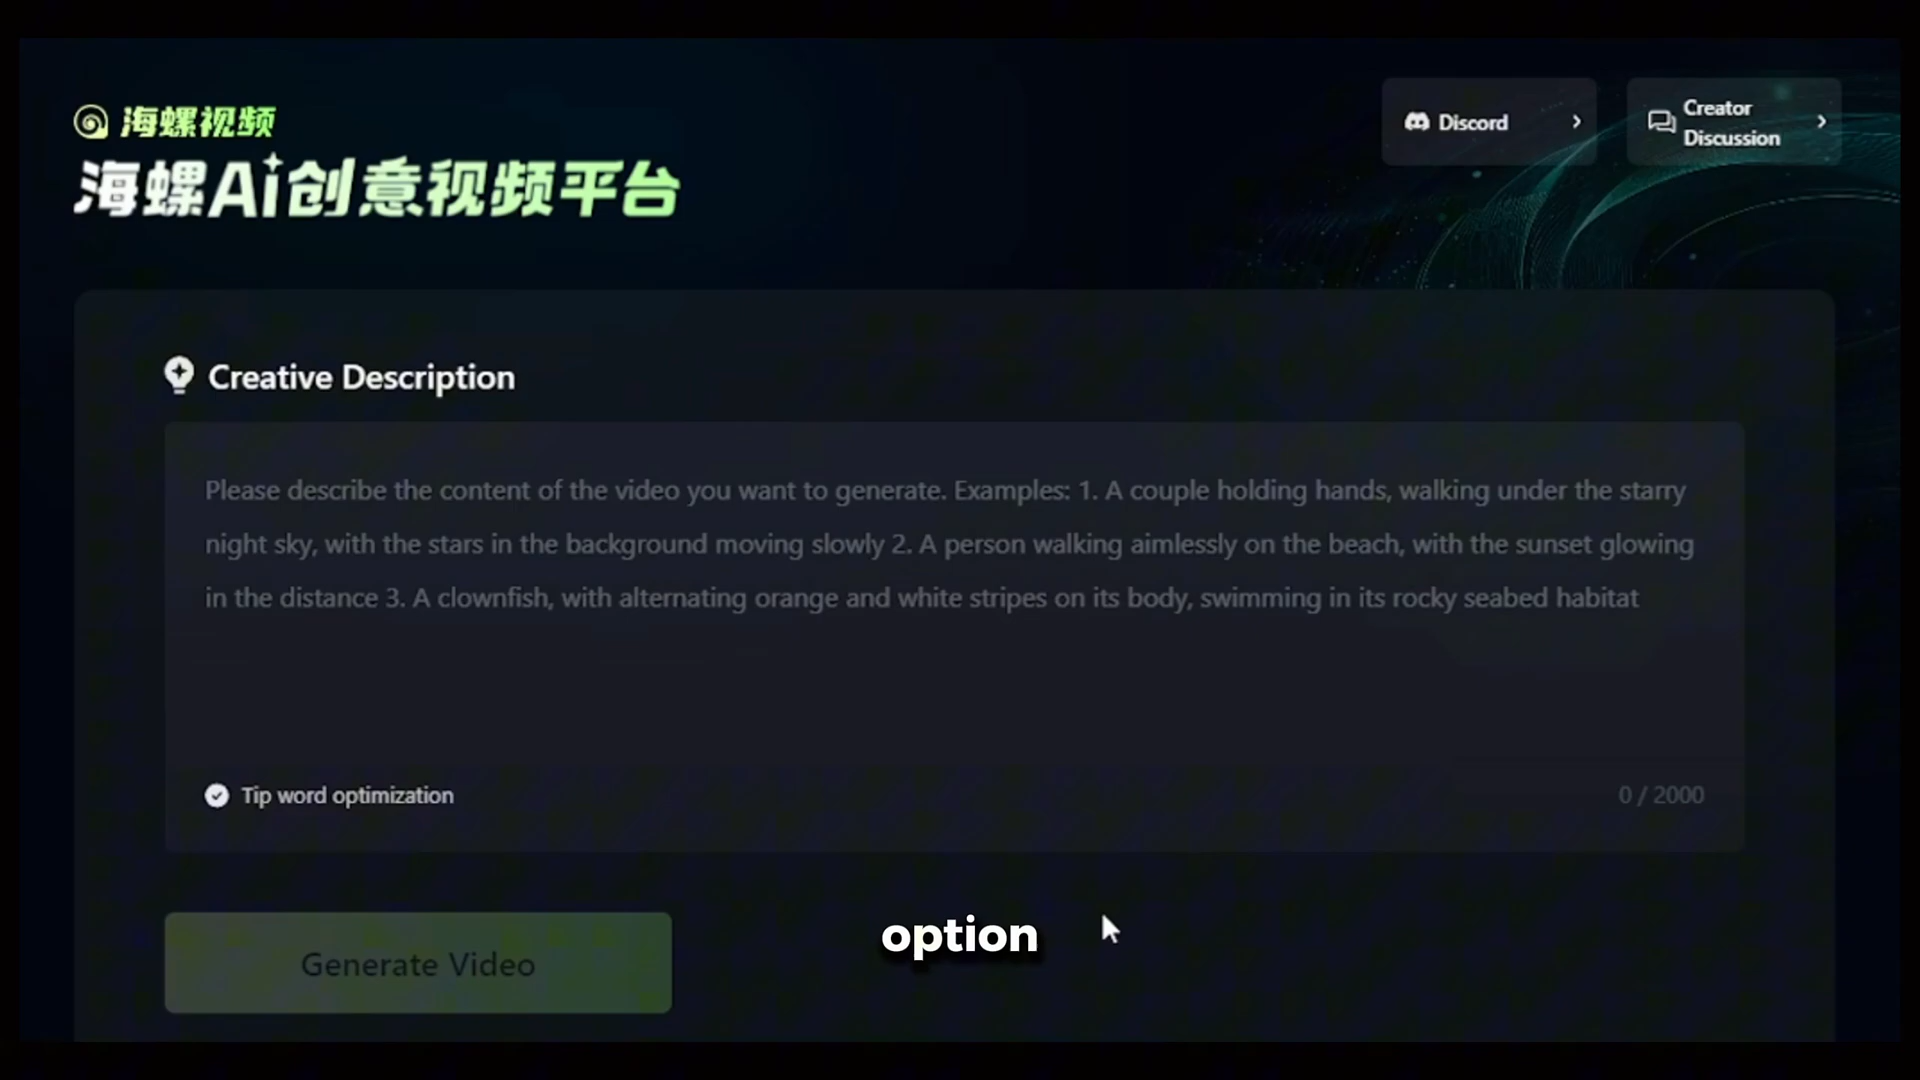 海螺视频
海螺Ai创意视频平台
Discord
Creator
Discussion
Creative Description
Please describe the content of the video you want to generate. Examples: 1. A couple holding hands, walking under the starry
night sky, with the stars in the background moving slowly 2. A person walking aimlessly on the beach, with the sunset glowing
in the distance 3. A clownfish, with alternating orange and white stripes on its body, swimming in its rocky seabed habitat
Tip word optimization
0 / 2000
Generate Video
option